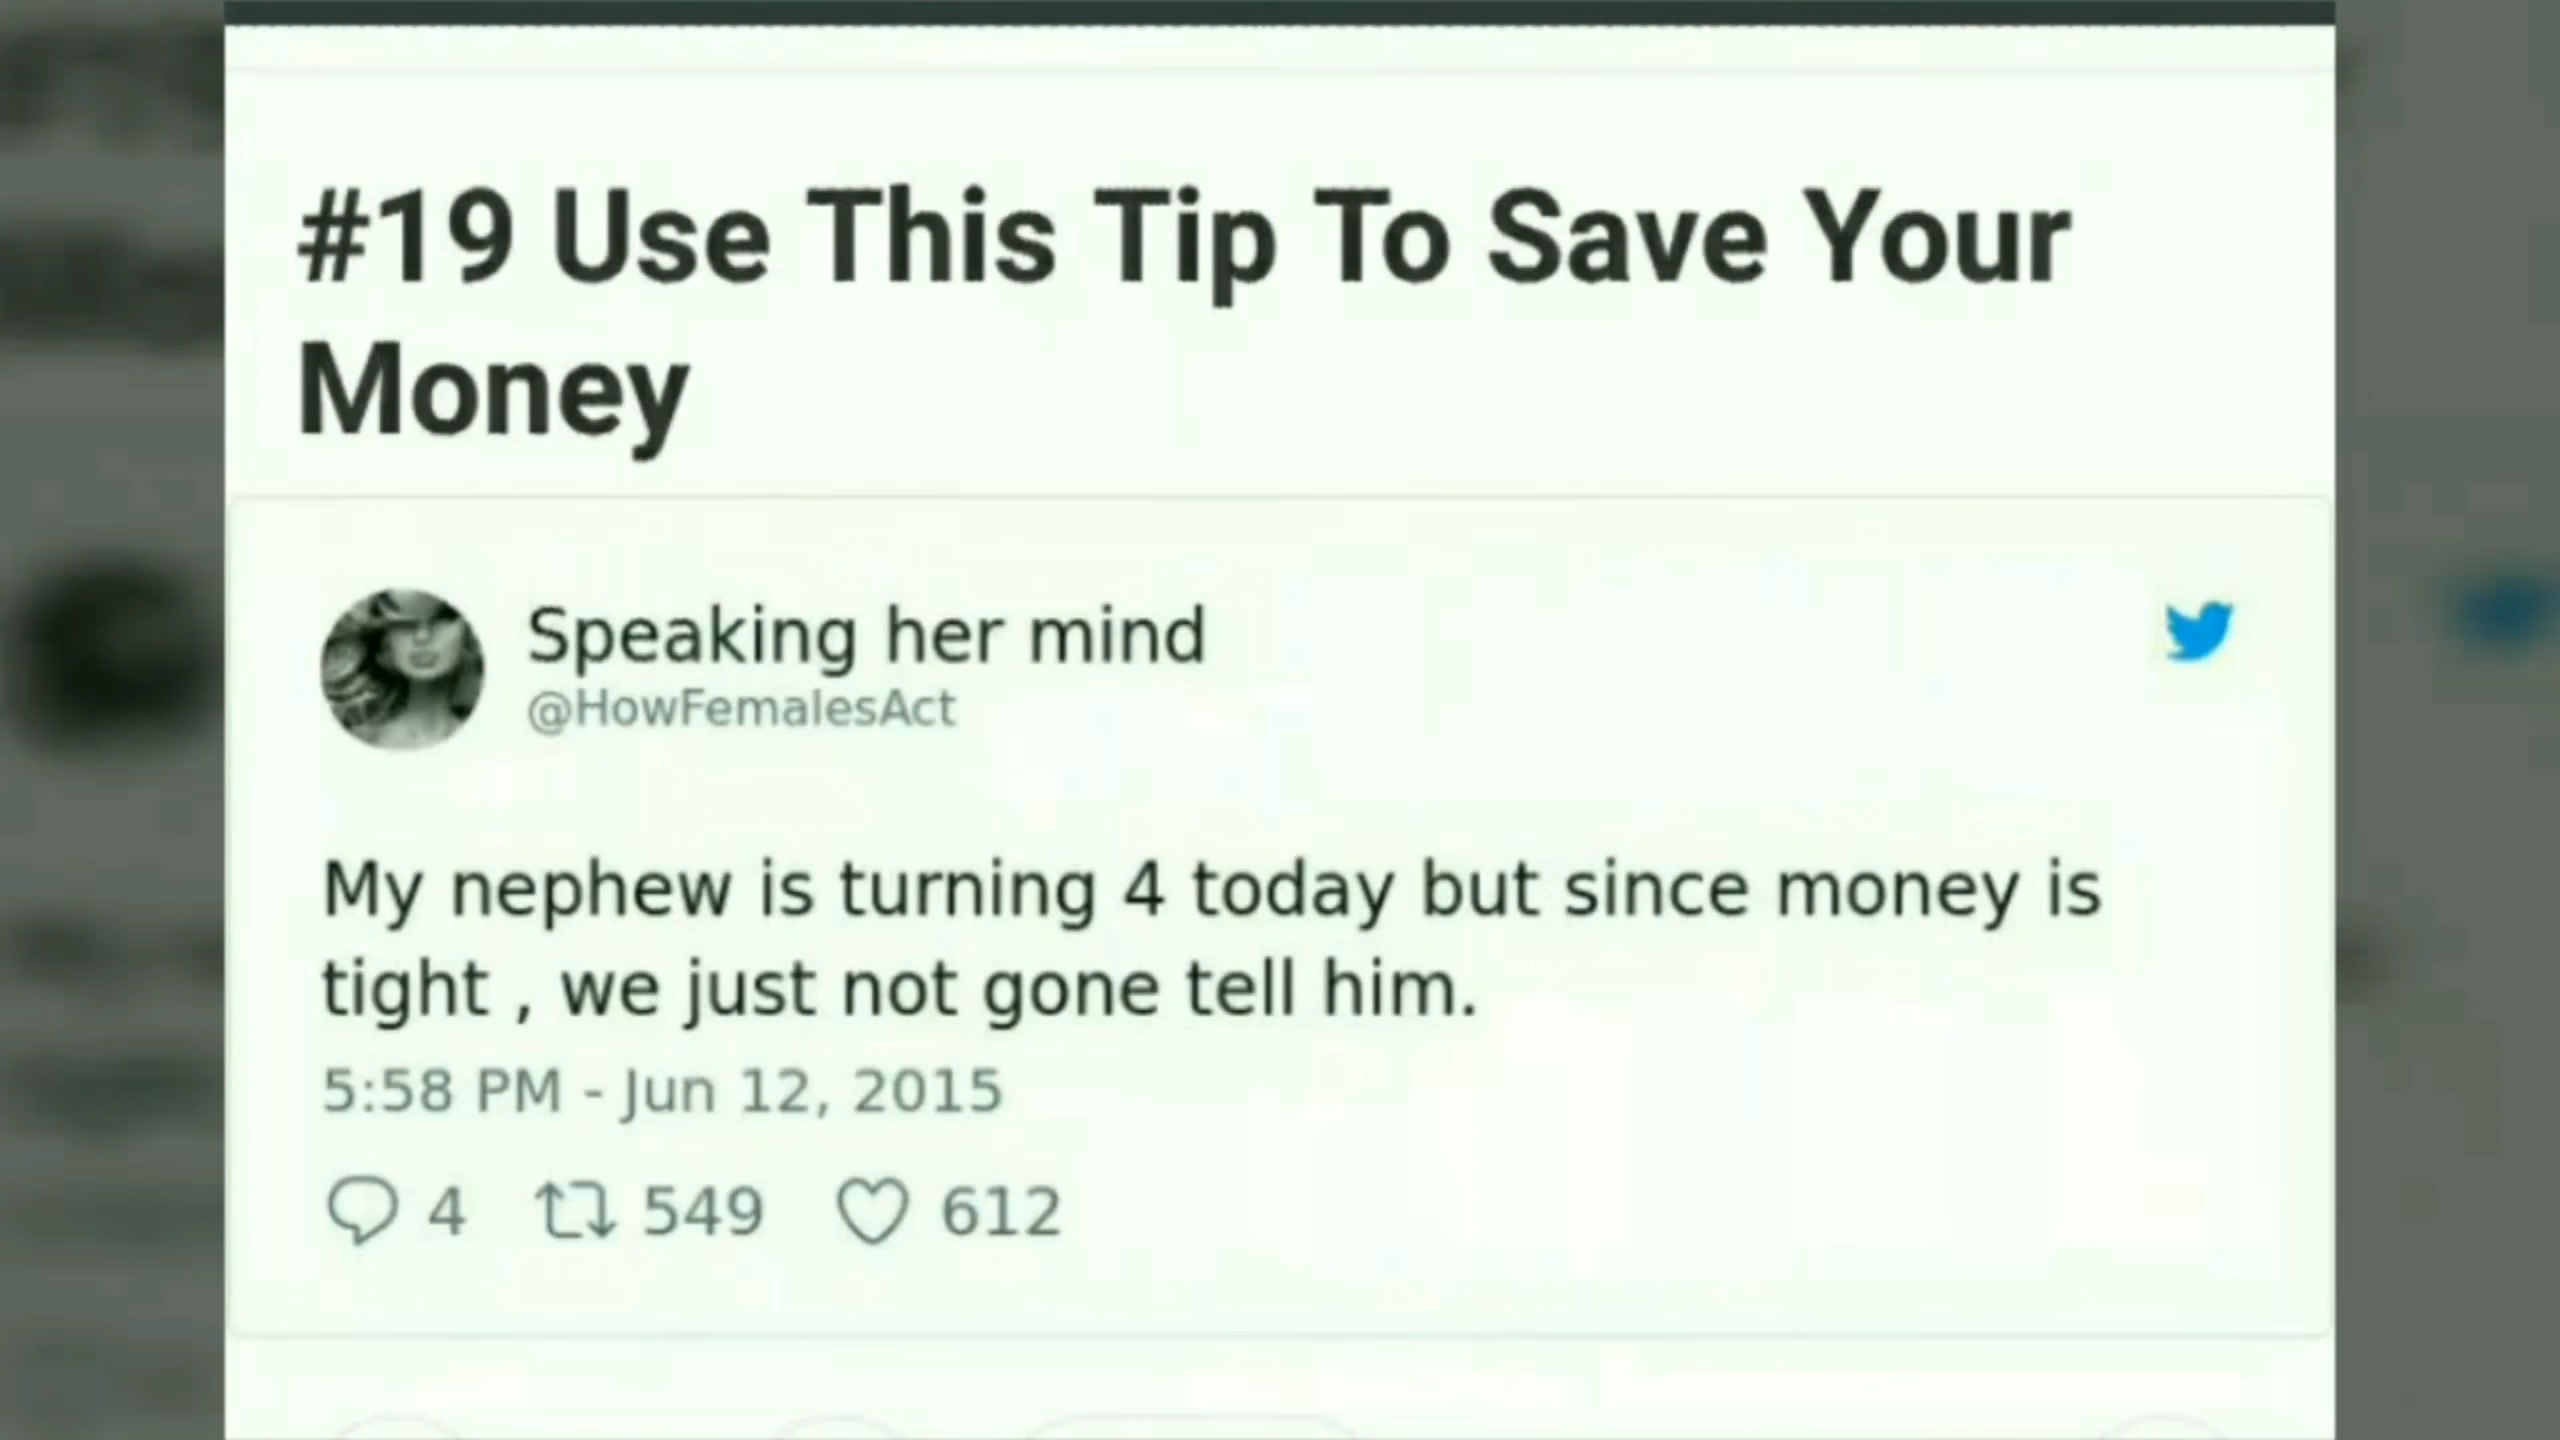 #19 Use This Tip To Save Your
Money
Speaking her mind
@HowFemalesAct
My nephew is turning 4 today but since money is
tight , we just not gone tell him.
5:58 PM - Jun 12, 2015
4 549 612